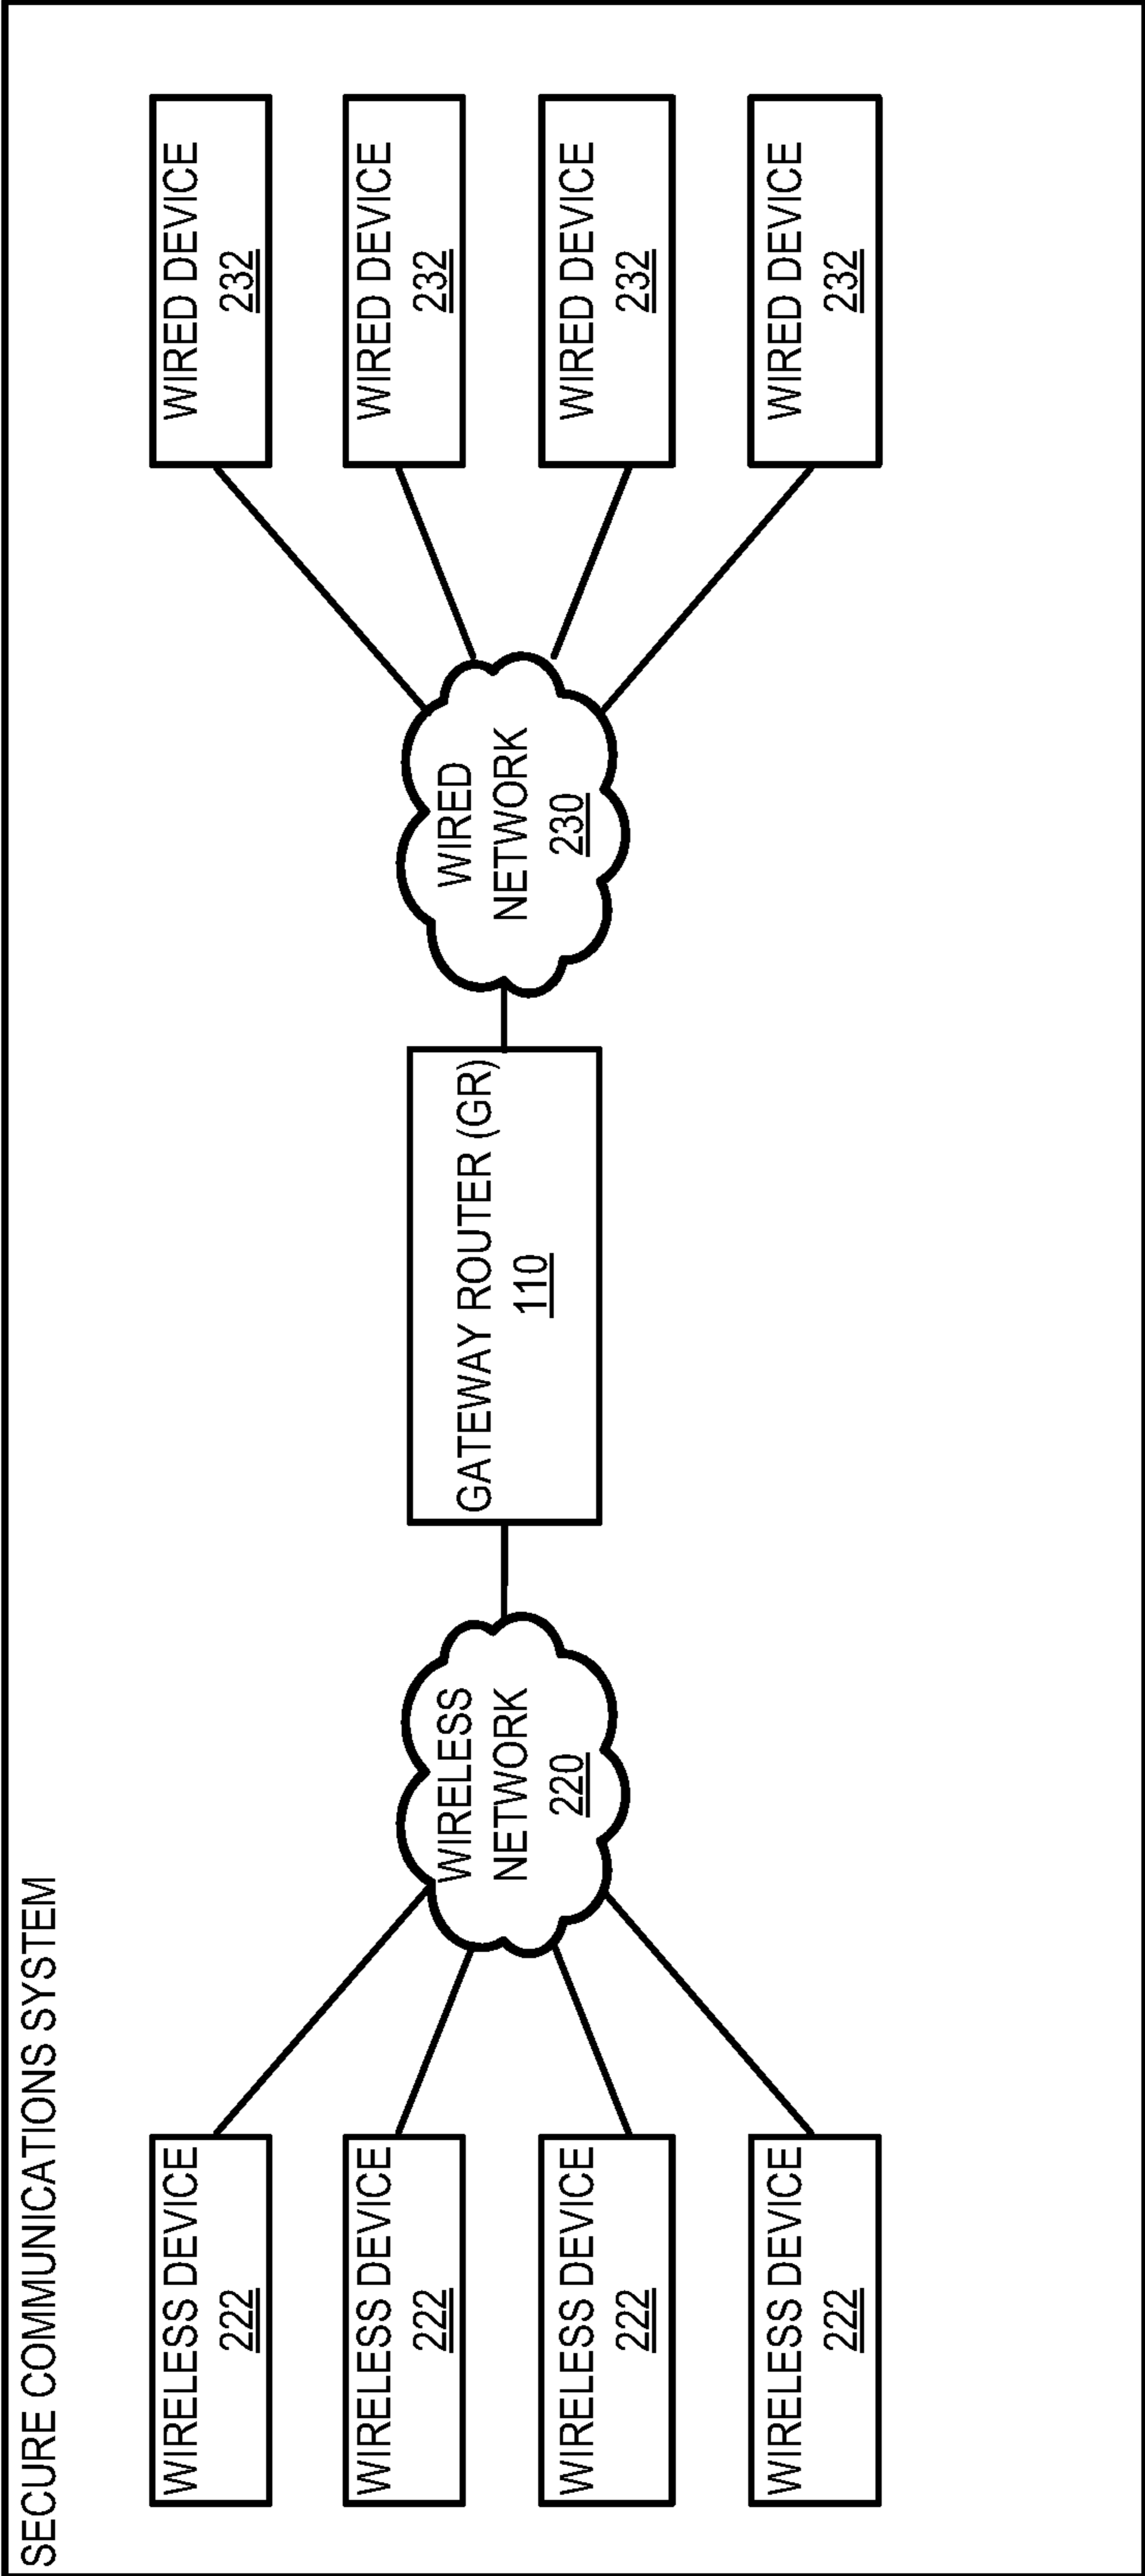 SECURE COMMUNICATIONS SYSTEM
WIRELESS DEVICE
222
WIRELESS DEVICE
222
WIRELESS DEVICE
222
WIRELESS DEVICE
222
WIRELESS
NETWORK
220
GATEWAY ROUTER (GR)
110
WIRED
NETWORK
230
WIRED DEVICE
232
WIRED DEVICE
232
WIRED DEVICE
232
WIRED DEVICE
232